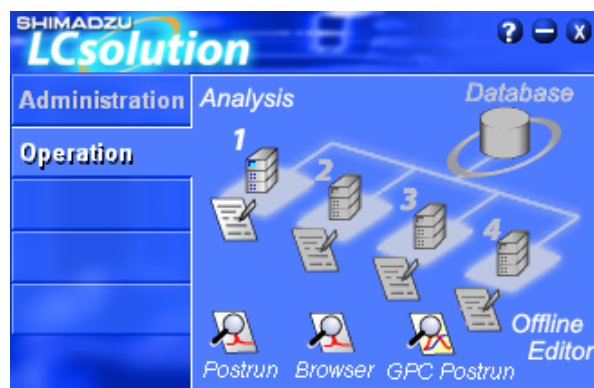 SHIMADZU
LCsolution
? X
Administration
Operation
Analysis
Database
1
2
3
4
Offline
Editor
Postrun
Browser
GPC Postrun